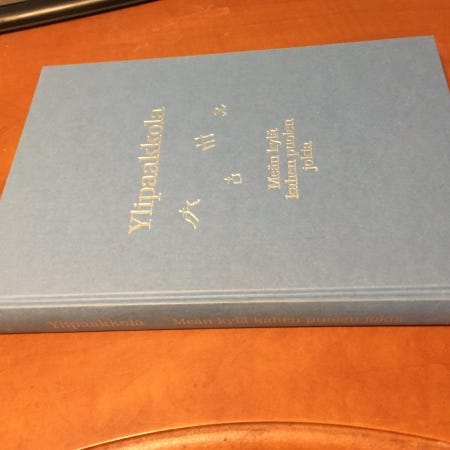 Ylipaakkola
Meän kylä
kahen puolen
jokia
Ylipaakkola Meän kylä kahen puolen jokia